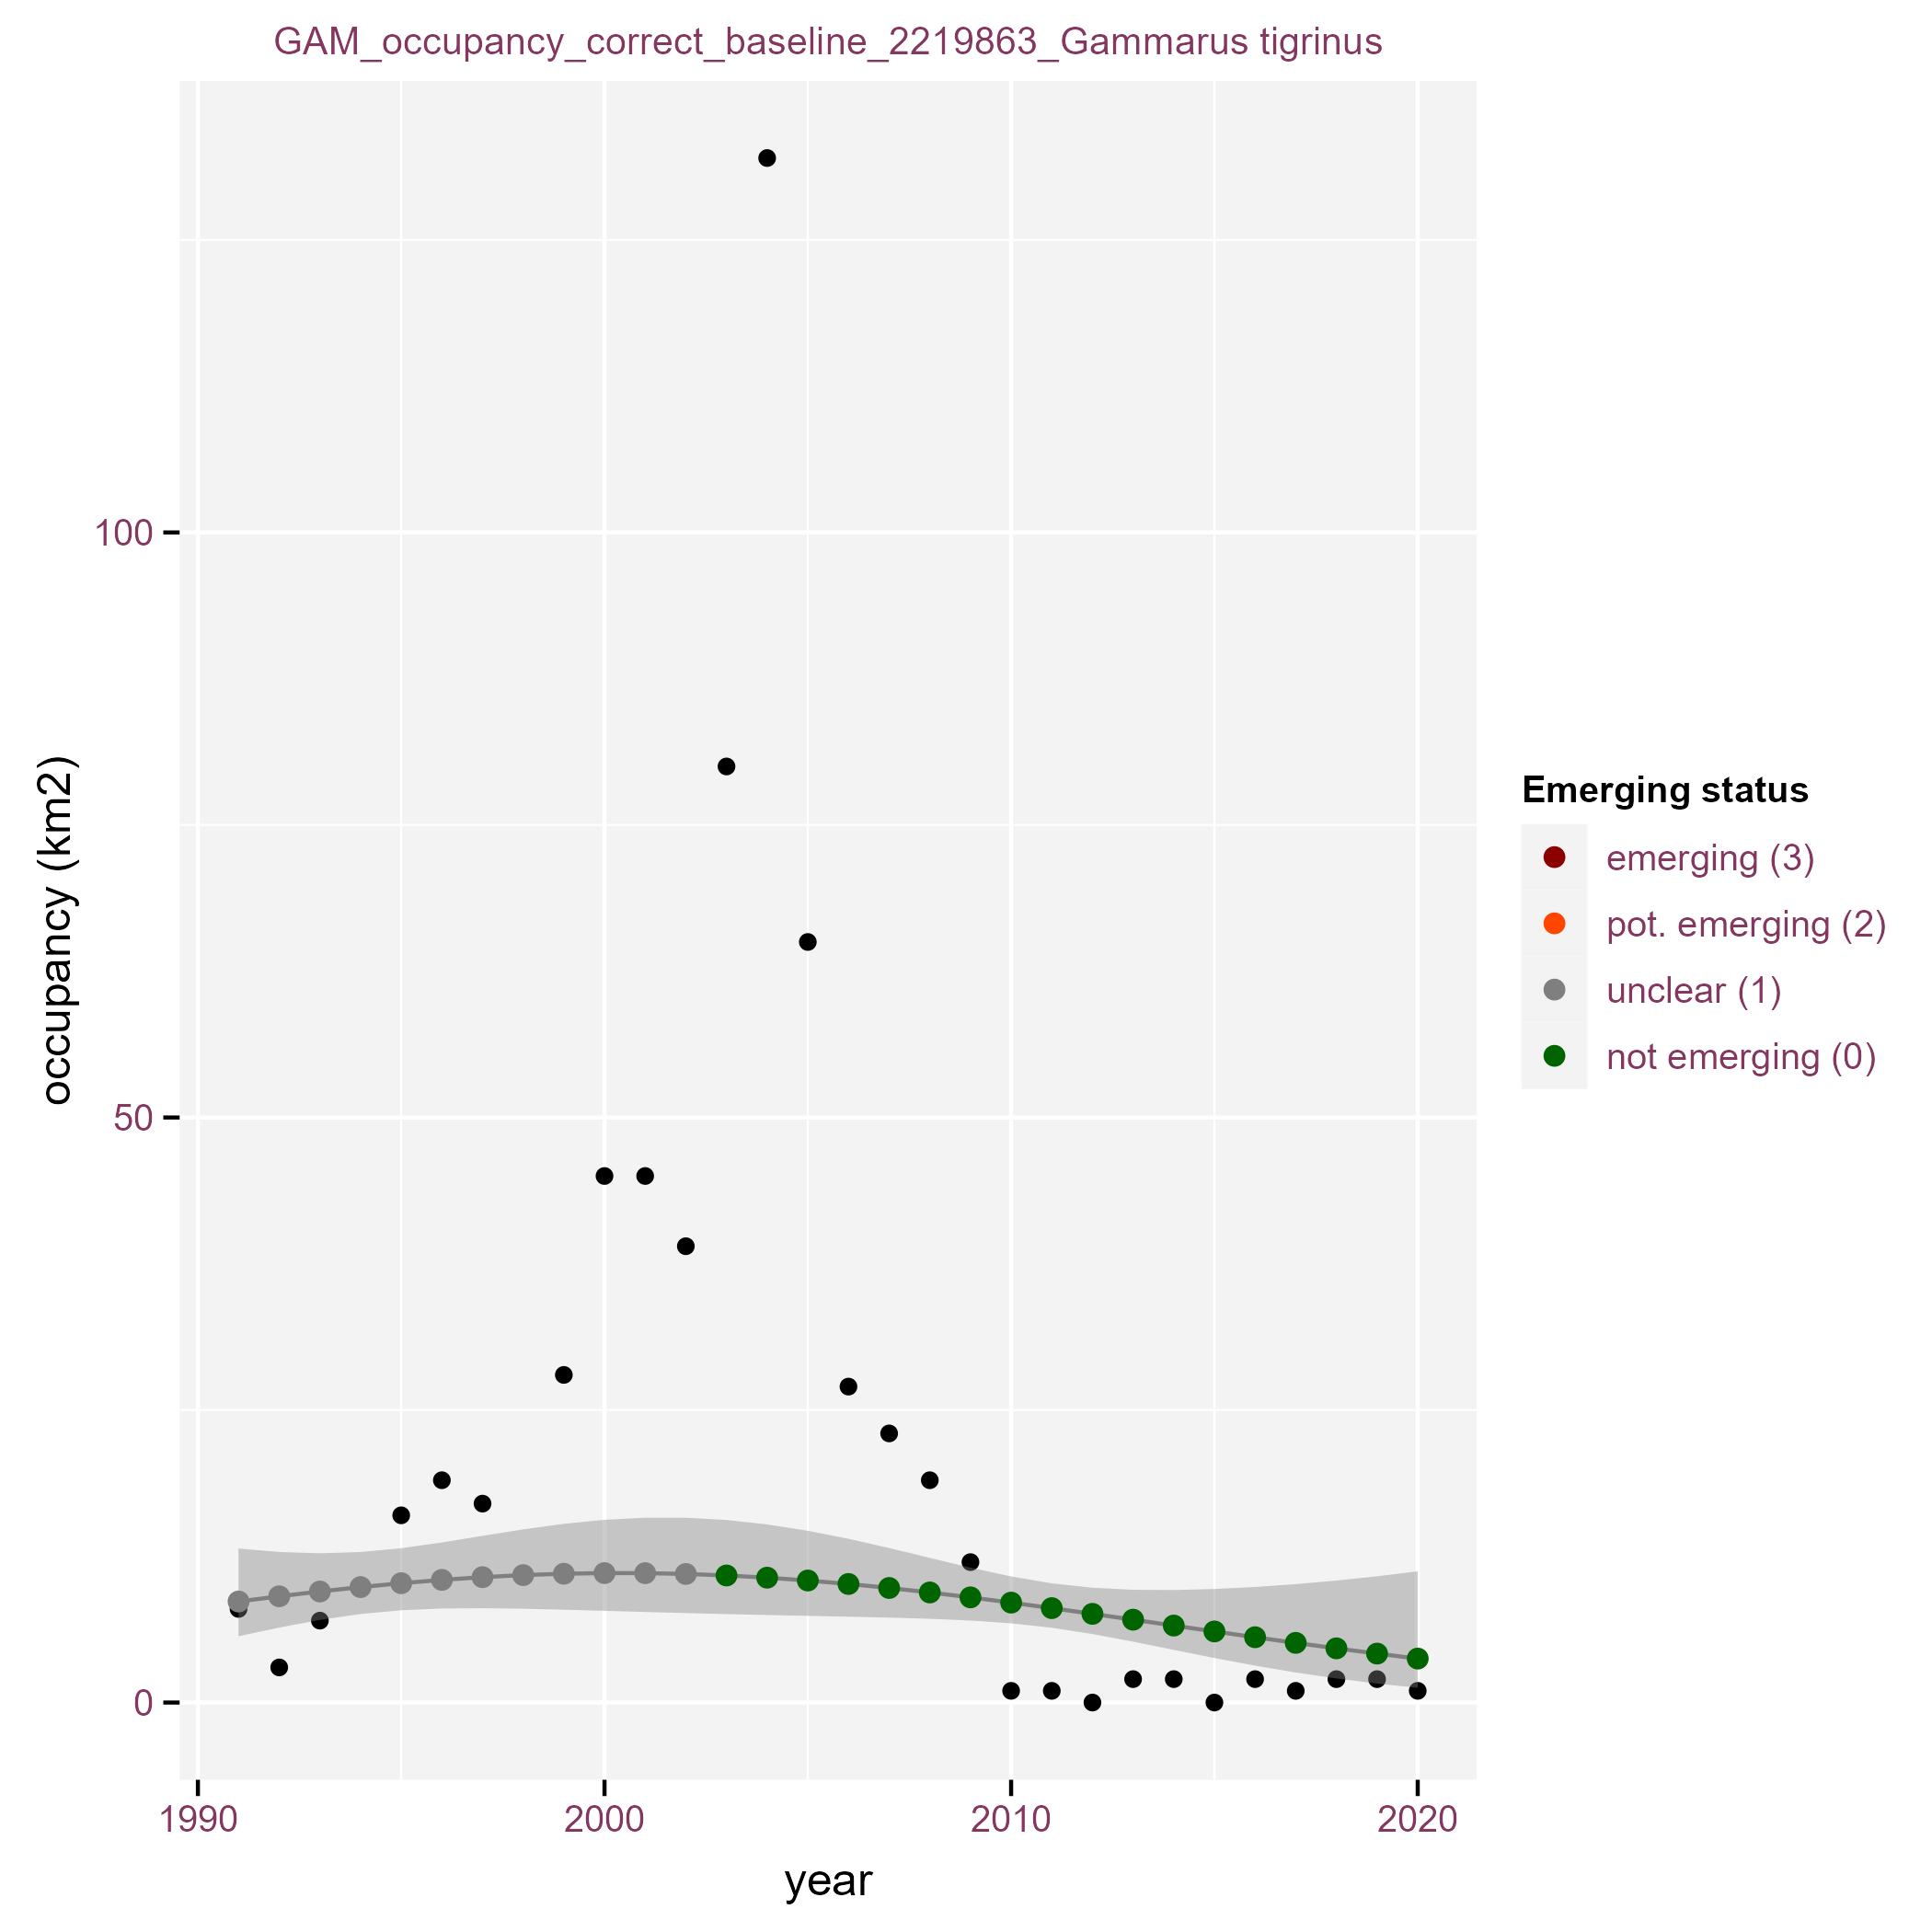 GAM_occupancy_correct_baseline_2219863_Gammarus tigrinus
occupancy (km2)
100
50
0
1990
2000
2010
2020
year
Emerging status
emerging (3)
pot. emerging (2)
unclear (1)
not emerging (0)